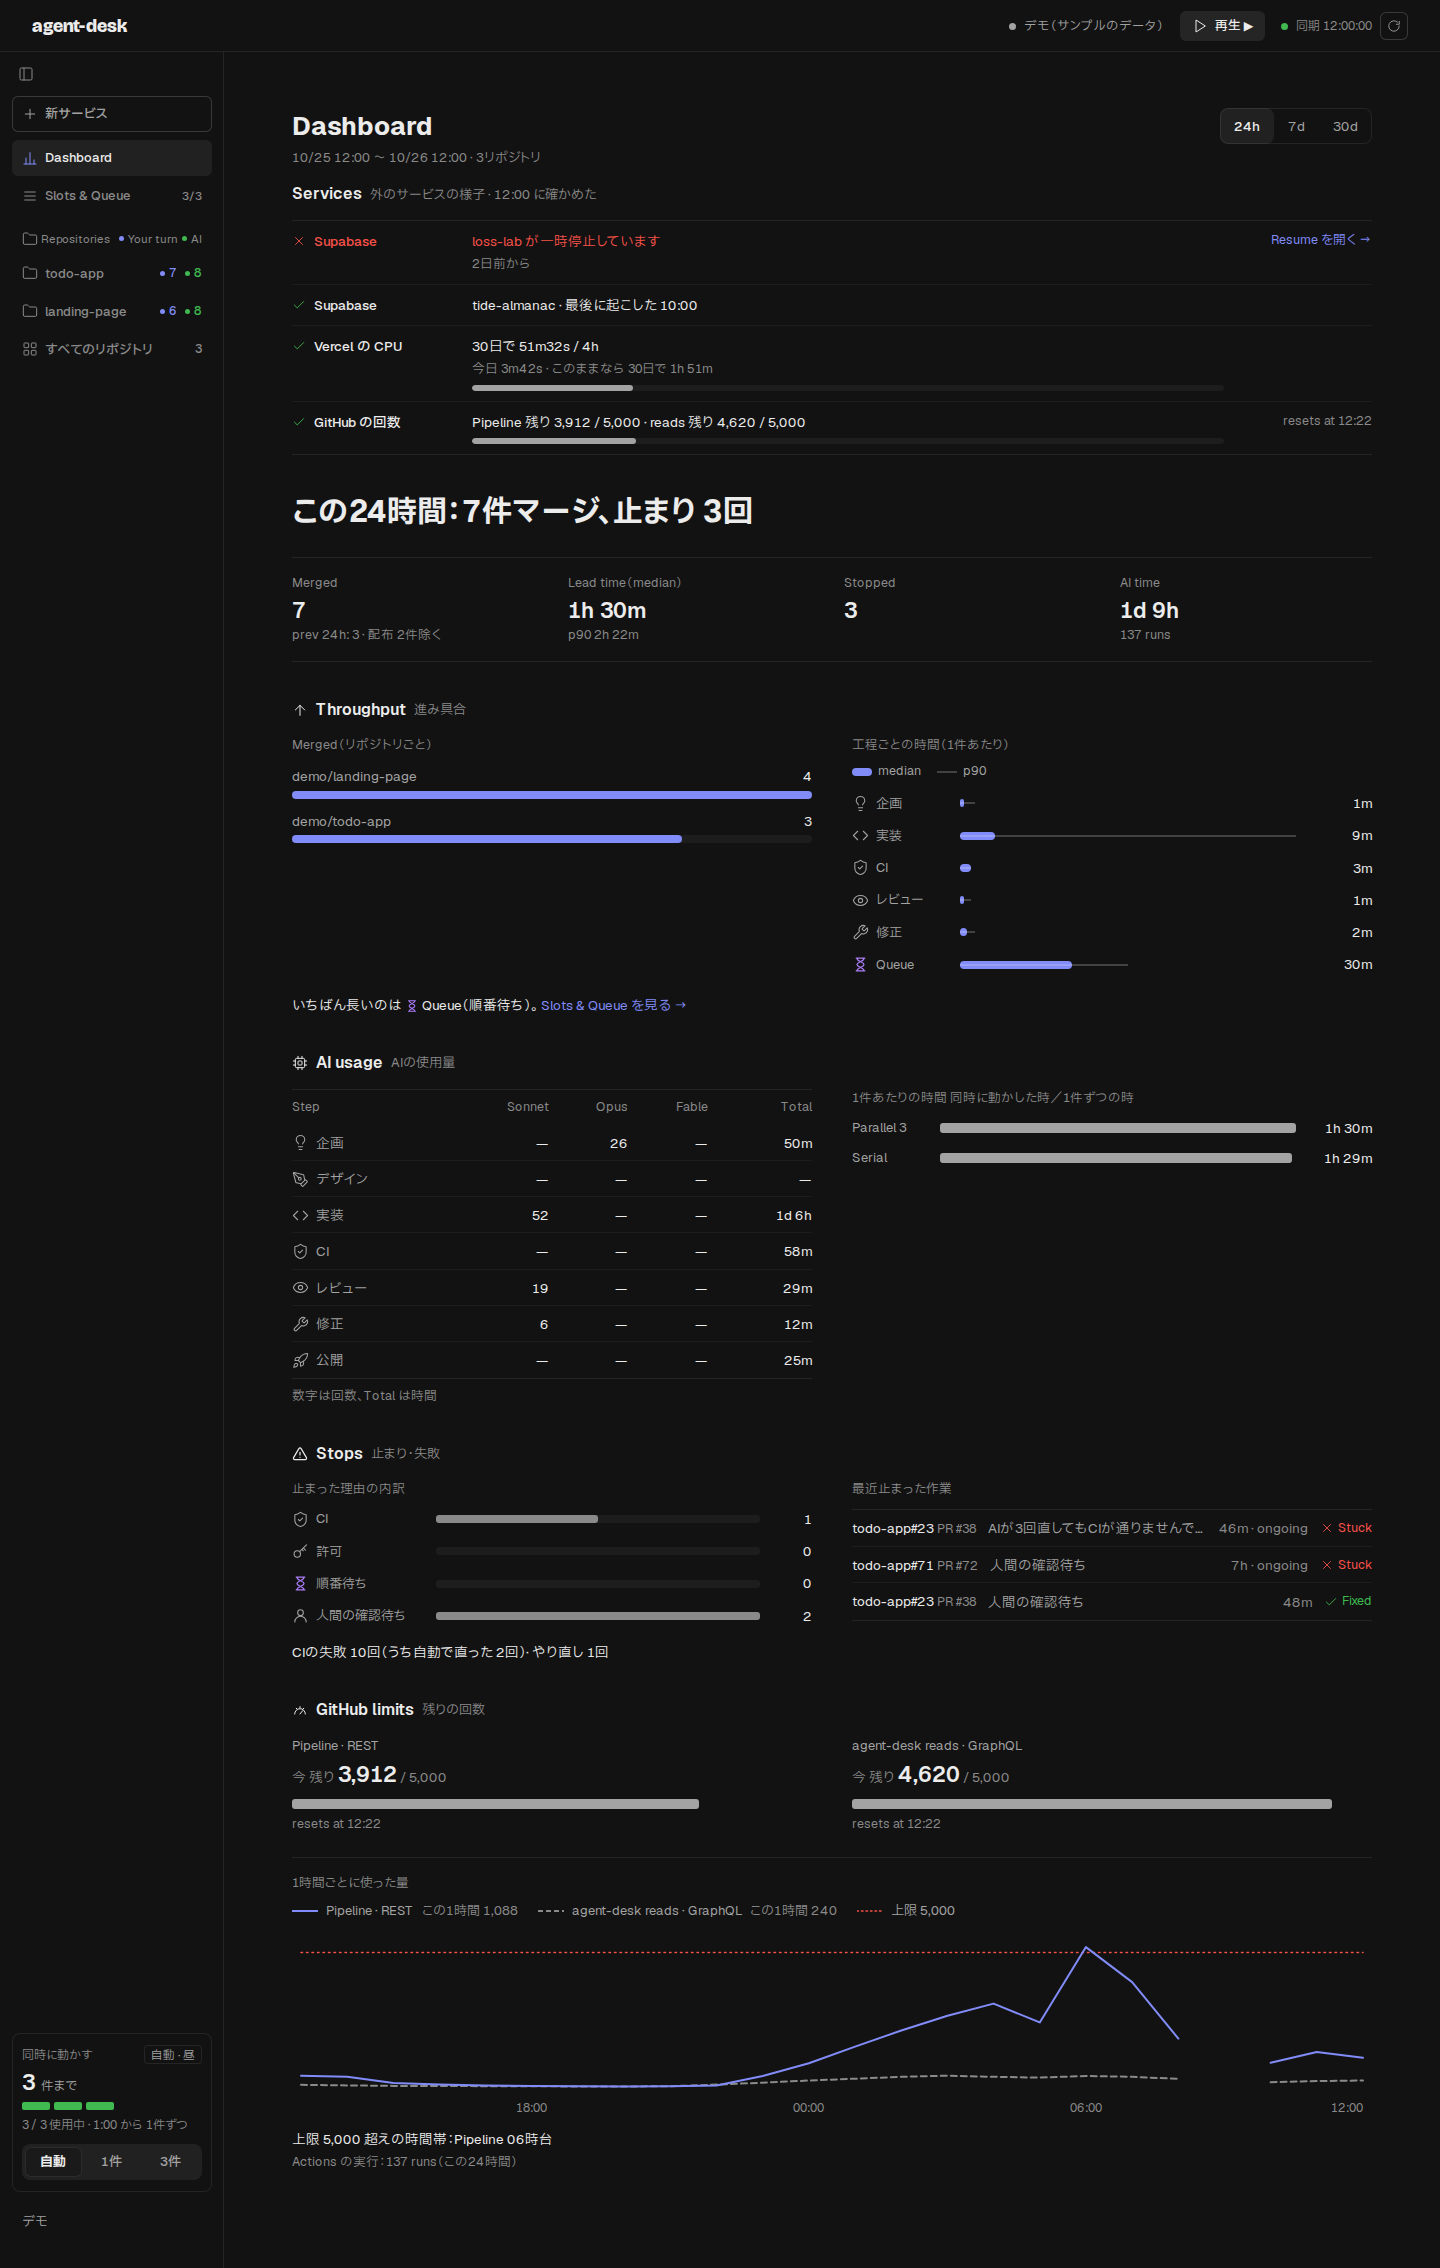 agent-desk
デモ（サンプルのデータ）
再生 ▶
同期 12:00:00
新サービス
Dashboard
Slots & Queue 3/3
Repositories Your turn AI
todo-app 7 8
landing-page 6 8
すべてのリポジトリ 3
Dashboard
24h 7d 30d
10/25 12:00 〜 10/26 12:00 · 3リポジトリ
Services 外のサービスの様子 · 12:00 に確かめた
Supabase loss-lab が一時停止しています Resume を開く →
2日前から
Supabase tide-almanac · 最後に起こした 10:00
Vercel の CPU 30日で 51m32s / 4h
今日 3m42s · このままなら 30日で 1h 51m
GitHub の回数 Pipeline 残り 3,912 / 5,000 · reads 残り 4,620 / 5,000 resets at 12:22
この24時間：7件マージ、止まり 3回
Merged Lead time（median） Stopped AI time
7 1h 30m 3 1d 9h
prev 24h: 3 · 配布 2件除く p90 2h 22m 137 runs
Throughput 進み具合
Merged（リポジトリごと）
demo/landing-page 4
demo/todo-app 3
工程ごとの時間（1件あたり）
median p90
企画 1m
実装 9m
CI 3m
レビュー 1m
修正 2m
Queue 30m
いちばん長いのは Queue（順番待ち）。Slots & Queue を見る →
AI usage AIの使用量
Step Sonnet Opus Fable Total
企画 — 26 — 50m
デザイン — — — —
実装 52 — — 1d 6h
CI — — — 58m
レビュー 19 — — 29m
修正 6 — — 12m
公開 — — — 25m
数字は回数、Total は時間
1件あたりの時間 同時に動かした時／1件ずつの時
Parallel 3 1h 30m
Serial 1h 29m
Stops 止まり・失敗
止まった理由の内訳
CI 1
許可 0
順番待ち 0
人間の確認待ち 2
CIの失敗 10回（うち自動で直った 2回）· やり直し 1回
最近止まった作業
todo-app#23 PR #38 AIが3回直してもCIが通りませんで… 46m · ongoing Stuck
todo-app#71 PR #72 人間の確認待ち 7h · ongoing Stuck
todo-app#23 PR #38 人間の確認待ち 48m Fixed
GitHub limits 残りの回数
Pipeline · REST
今 残り 3,912 / 5,000
resets at 12:22
agent-desk reads · GraphQL
今 残り 4,620 / 5,000
resets at 12:22
1時間ごとに使った量
Pipeline · REST この1時間 1,088 agent-desk reads · GraphQL この1時間 240 上限 5,000
18:00 00:00 06:00 12:00
上限 5,000 超えの時間帯：Pipeline 06時台
Actions の実行：137 runs（この24時間）
同時に動かす 自動 · 昼
3 件まで
3 / 3 使用中 · 1:00 から 1件ずつ
自動 1件 3件
デモ